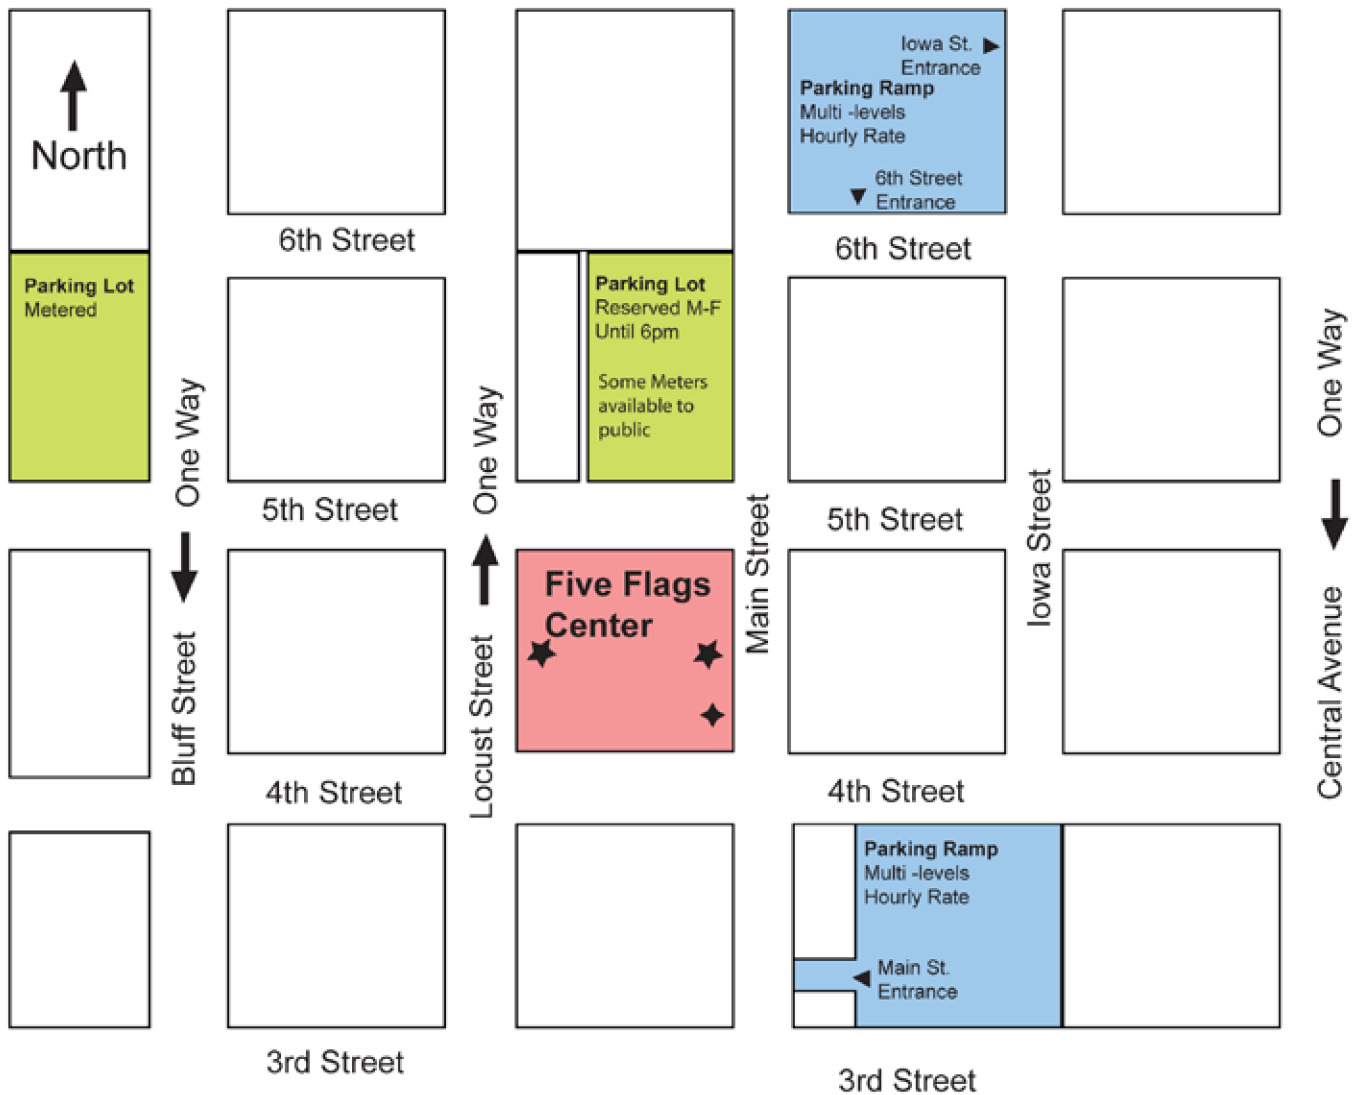 North
Iowa St.
Entrance
Parking Ramp
Multi -levels
Hourly Rate
6th Street
Entrance
6th Street
6th Street
Parking Lot
Metered
Parking Lot
Reserved M-F
Until 6pm
Some Meters
available to
public
One Way
One Way
One Way
5th Street
5th Street
Five Flags
Center
Bluff Street
Locust Street
Main Street
Iowa Street
Central Avenue
4th Street
4th Street
Parking Ramp
Multi -levels
Hourly Rate
Main St.
Entrance
3rd Street
3rd Street